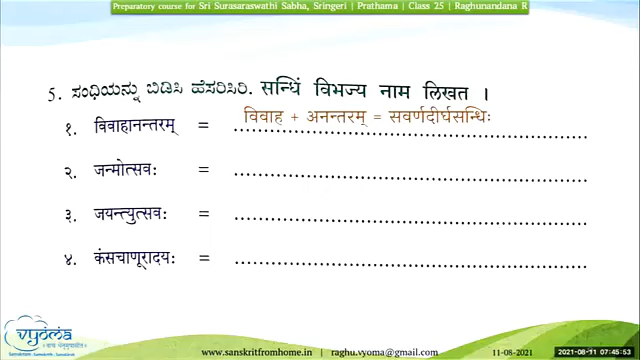 Preparatory course for Sri Surasaraswathi Sabha, Sringeri | Prathama | Class 25 | Raghunandana R
5. ಸಂಧಿಯನ್ನು ಬಿಡಿಸಿ ಹೆಸರಿಸಿರಿ. सन्धिं विभज्य नाम लिखत ।
१. विवाहानन्तरम् = विवाह + अनन्तरम् = सवर्णदीर्घसन्धिः
२. जन्मोत्सवः = ..........................................................
३. जयन्त्युत्सवः = ..........................................................
४. कंसचाणूरादयः = ..........................................................
vyoma
www.sanskritfromhome.in | raghu.vyoma@gmail.com 11-08-2021 2021-08-11 07:45:53